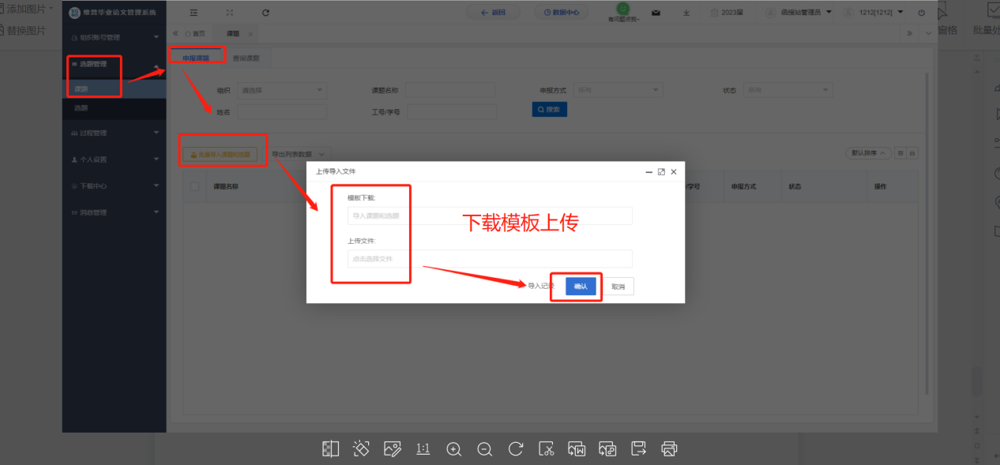 添加图片
替换图片
窗格
批量处
维普毕业论文管理系统
返回
数据中心
有问题点我~
2023届
函授站管理员
1212[1212]
组织账号管理
选题管理
课题
选题
过程管理
个人设置
下载中心
消息管理
首页
课题
申报课题
查询课题
组织
请选择
课题名称
申报方式
所有
状态
所有
姓名
工号/学号
搜索
批量导入课题和选题
导出列表数据
默认排序
课题名称
/学号
申报方式
状态
操作
上传导入文件
模板下载:
导入课题和选题
下载模板上传
上传文件:
点击选择文件
导入记录
确认
取消
1:1